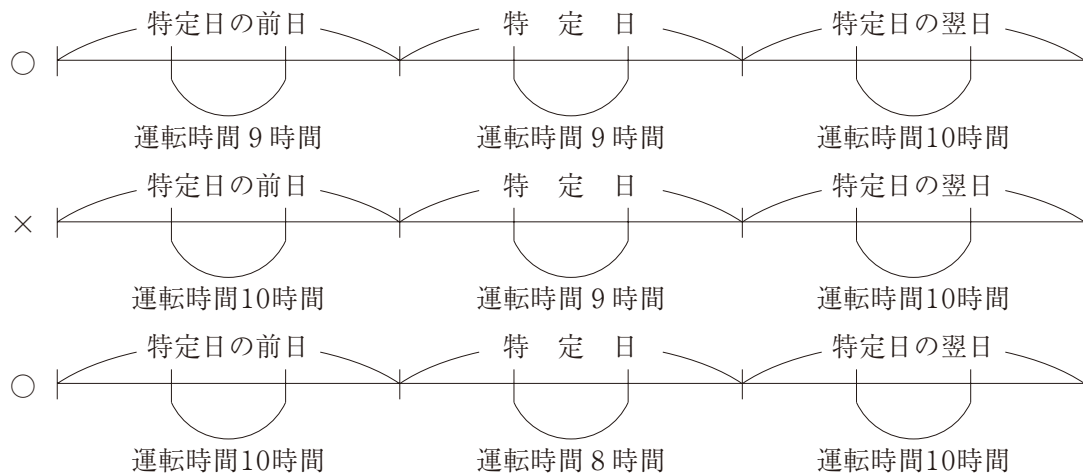 特定日の前日 特　定　日 特定日の翌日
○
運転時間９時間 運転時間９時間 運転時間10時間
特定日の前日 特　定　日 特定日の翌日
×
運転時間10時間 運転時間９時間 運転時間10時間
特定日の前日 特　定　日 特定日の翌日
○
運転時間10時間 運転時間８時間 運転時間10時間